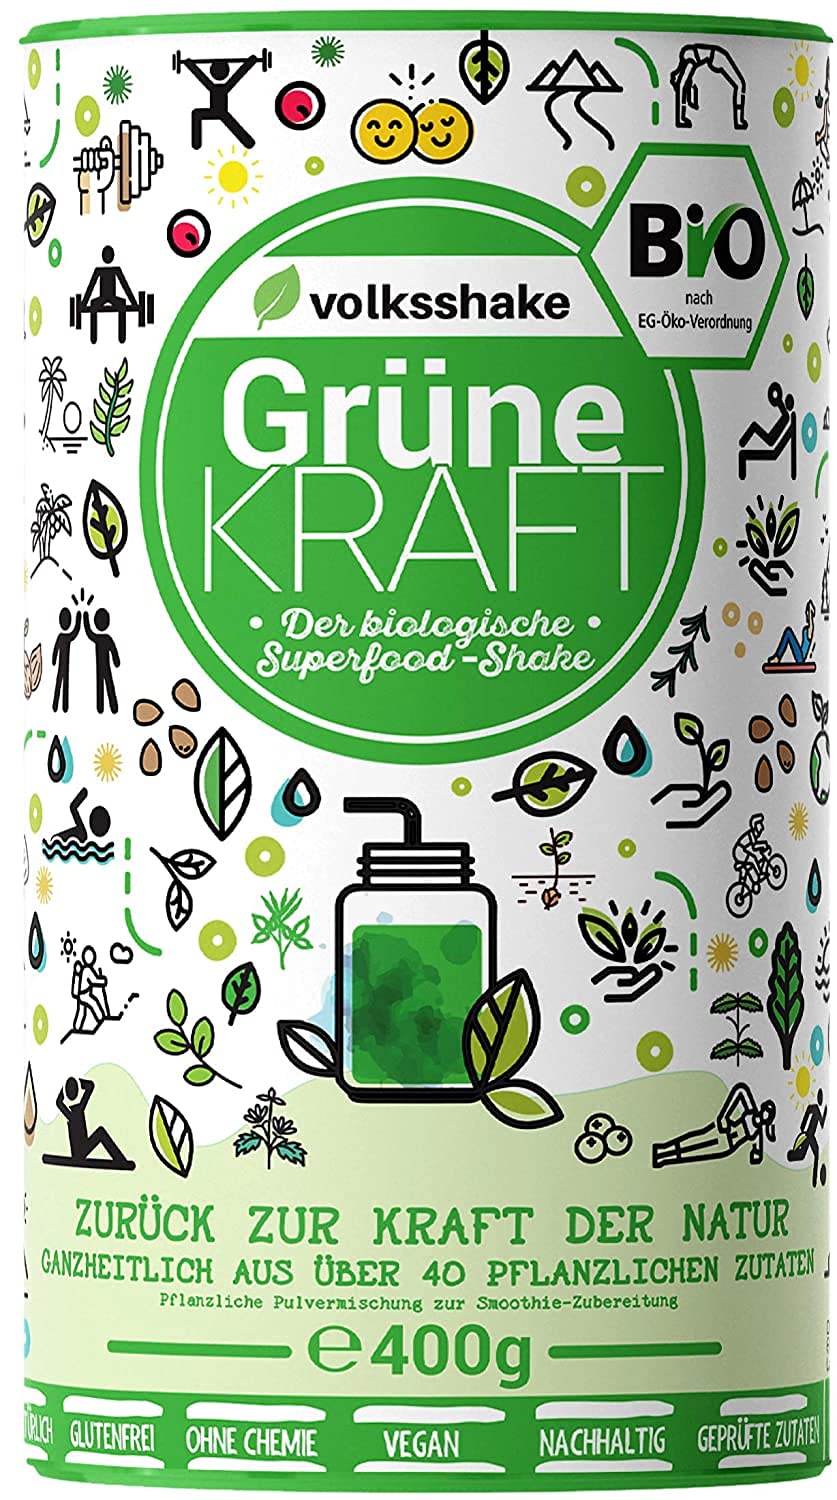 BiO
nach
EG-Öko-Verordnung
volksshake
Grüne
KRAFT
• Der biologische •
Superfood-Shake
ZURÜCK ZUR KRAFT DER NATUR
GANZHEITLICH AUS ÜBER 40 PFLANZLICHEN ZUTATEN
Pflanzliche Pulvermischung zur Smoothie-Zubereitung
℮400g
GLUTENFREI
OHNE CHEMIE
VEGAN
NACHHALTIG
GEPRÜFTE ZUTATEN